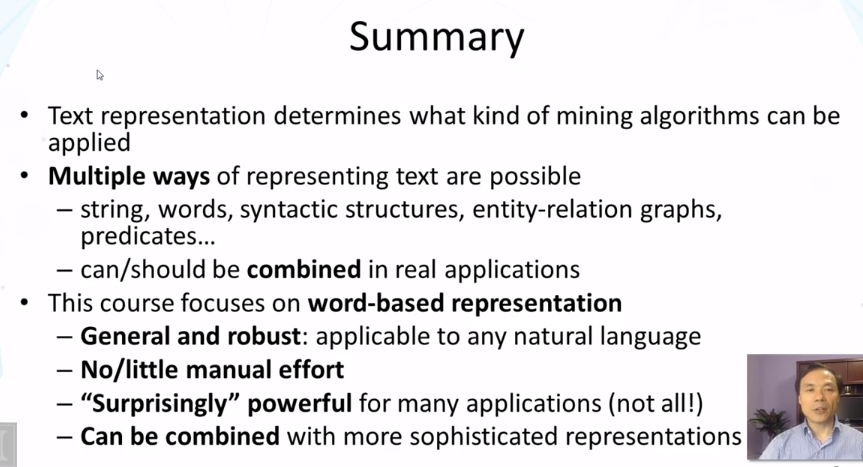 Summary
• Text representation determines what kind of mining algorithms can be
applied
• Multiple ways of representing text are possible
– string, words, syntactic structures, entity-relation graphs,
predicates…
– can/should be combined in real applications
• This course focuses on word-based representation
– General and robust: applicable to any natural language
– No/little manual effort
– “Surprisingly” powerful for many applications (not all!)
– Can be combined with more sophisticated representations